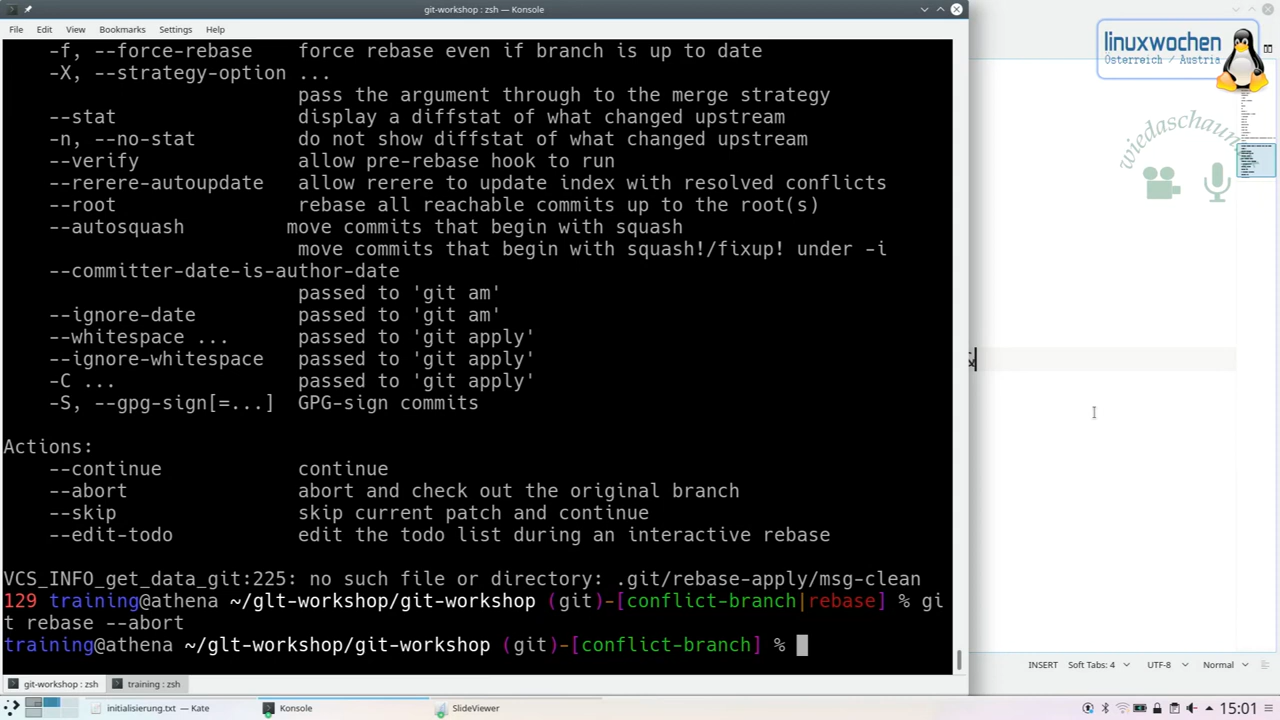 git-workshop : zsh — Konsole
File Edit View Bookmarks Settings Help
-f, --force-rebase force rebase even if branch is up to date
-X, --strategy-option ...
pass the argument through to the merge strategy
--stat display a diffstat of what changed upstream
-n, --no-stat do not show diffstat of what changed upstream
--verify allow pre-rebase hook to run
--rerere-autoupdate allow rerere to update index with resolved conflicts
--root rebase all reachable commits up to the root(s)
--autosquash move commits that begin with squash
move commits that begin with squash!/fixup! under -i
--committer-date-is-author-date
passed to 'git am'
--ignore-date passed to 'git am'
--whitespace ... passed to 'git apply'
--ignore-whitespace passed to 'git apply'
-C ... passed to 'git apply'
-S, --gpg-sign[=...] GPG-sign commits
Actions:
--continue continue
--abort abort and check out the original branch
--skip skip current patch and continue
--edit-todo edit the todo list during an interactive rebase
VCS_INFO_get_data_git:225: no such file or directory: .git/rebase-apply/msg-clean
129 training@athena ~/glt-workshop/git-workshop (git)-[conflict-branch|rebase] % gi
t rebase --abort
training@athena ~/glt-workshop/git-workshop (git)-[conflict-branch] %
git-workshop : zsh training : zsh
linuxwochen
Österreich / Austria
INSERT Soft Tabs: 4 UTF-8 Normal
initialisierung.txt — Kate Konsole SlideViewer 15:01